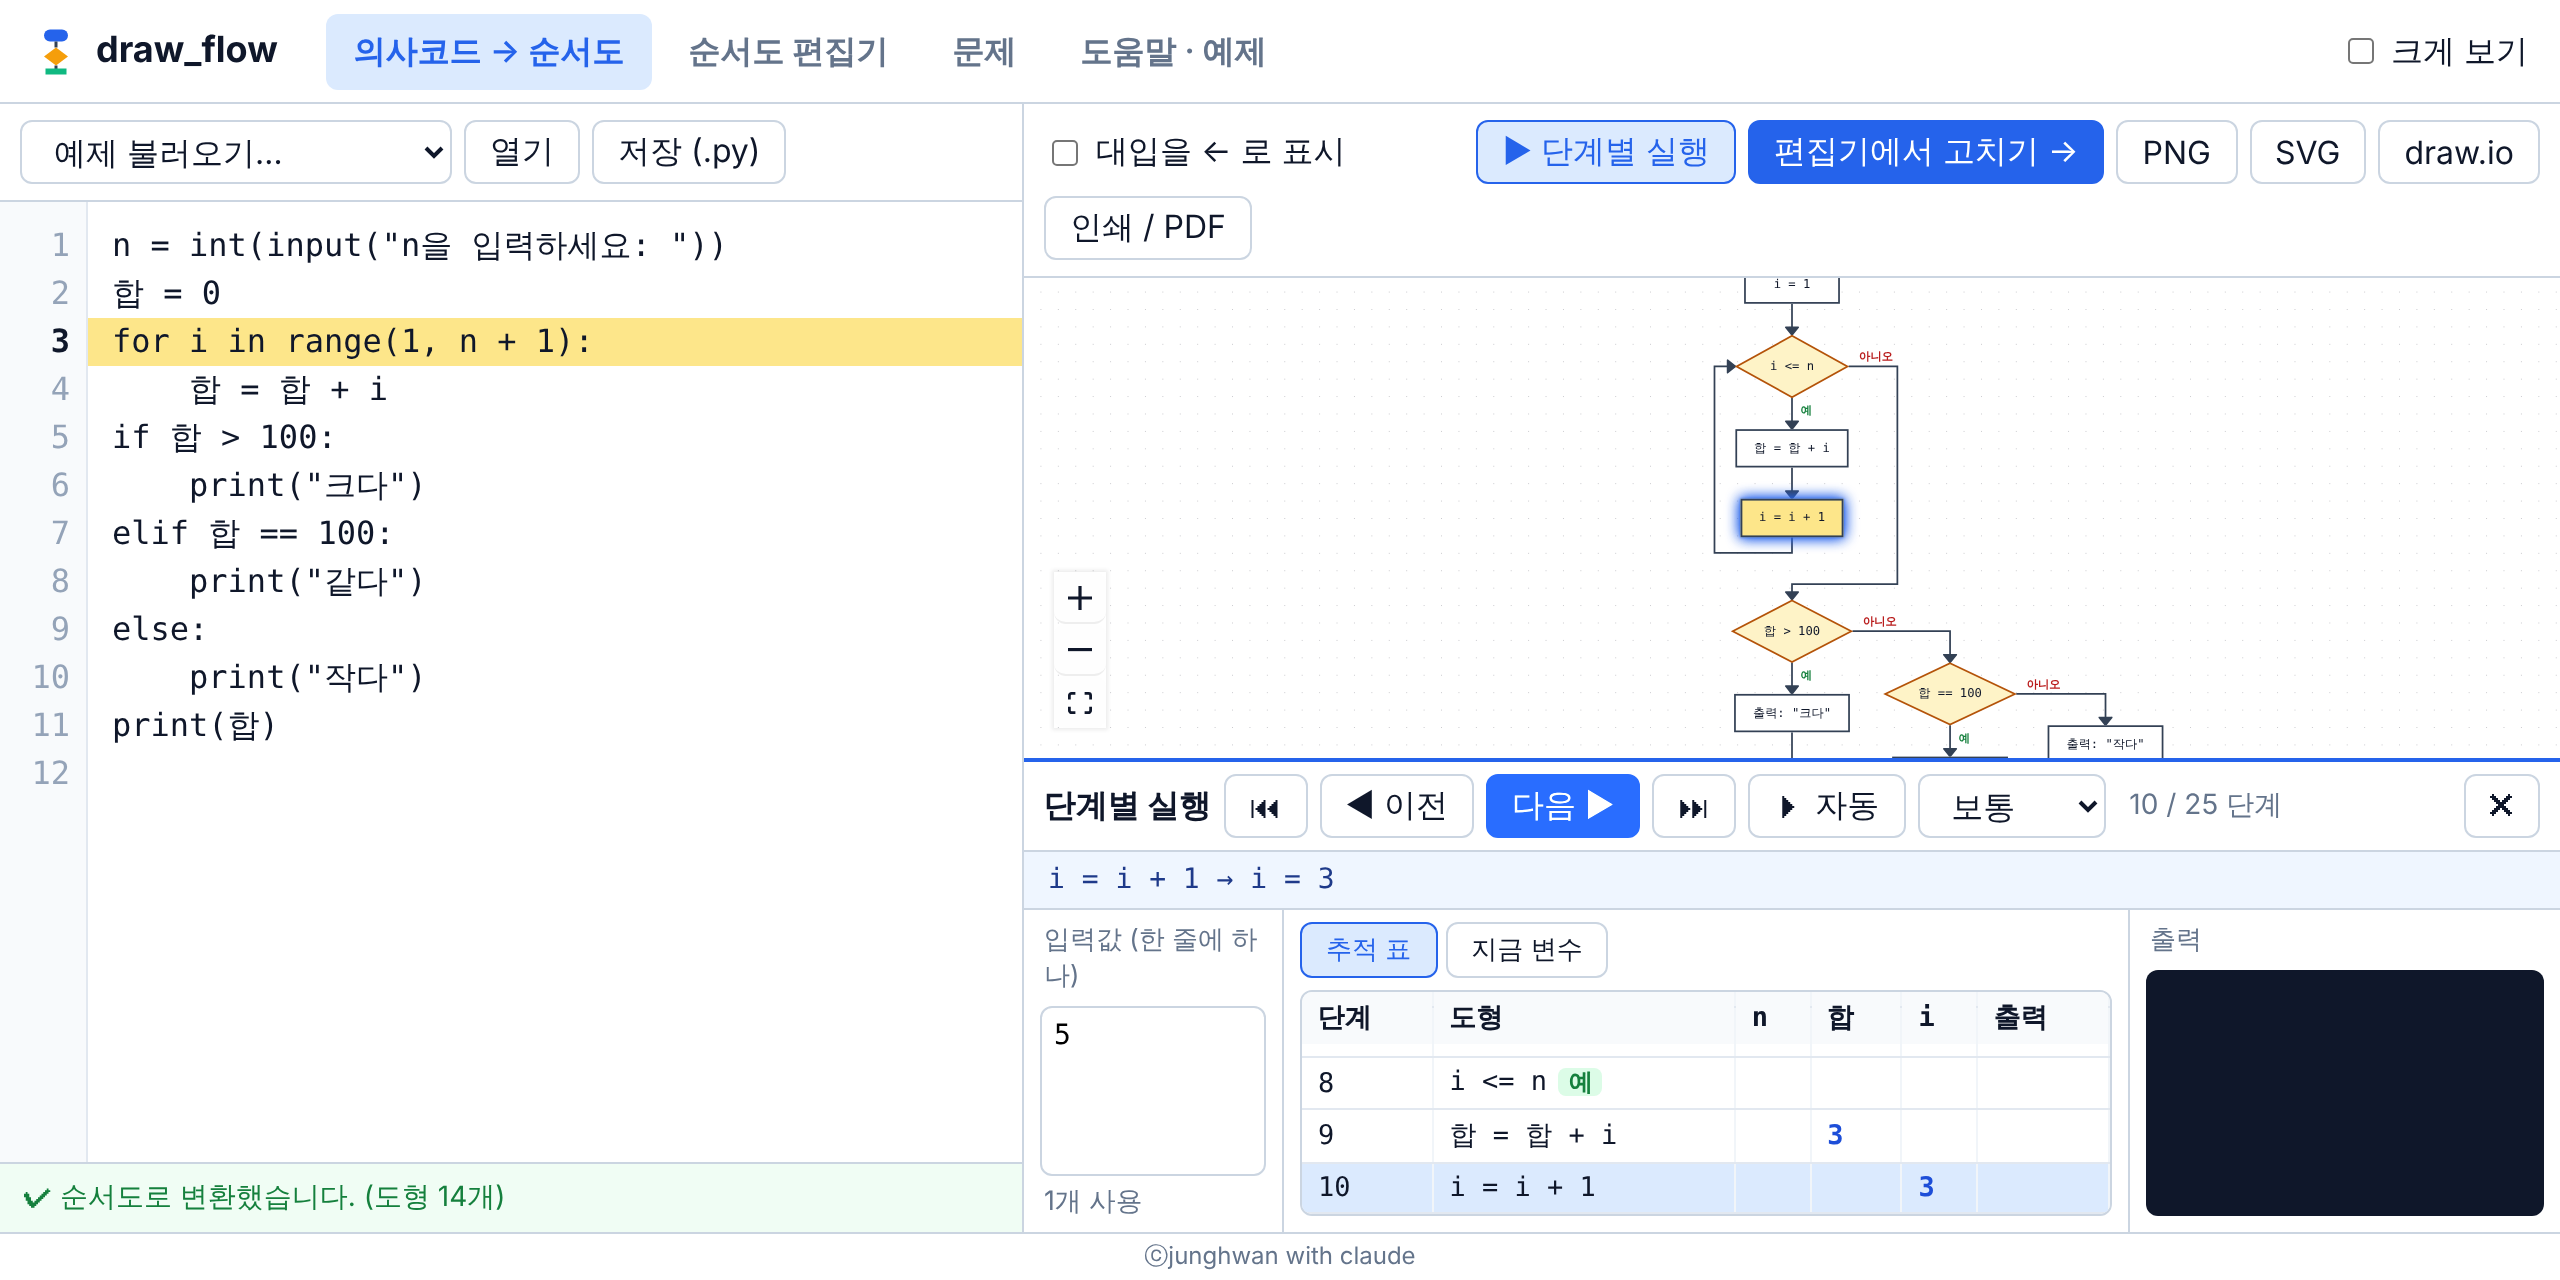 draw_flow
의사코드 → 순서도
순서도 편집기
문제
도움말 · 예제
크게 보기
예제 불러오기...
열기
저장 (.py)
대입을 ← 로 표시
▶ 단계별 실행
편집기에서 고치기 →
PNG
SVG
draw.io
인쇄 / PDF
1 n = int(input("n을 입력하세요: "))
2 합 = 0
3 for i in range(1, n + 1):
4     합 = 합 + i
5 if 합 > 100:
6     print("크다")
7 elif 합 == 100:
8     print("같다")
9 else:
10     print("작다")
11 print(합)
12
✔ 순서도로 변환했습니다. (도형 14개)
i = 1
i <= n
아니오
예
합 = 합 + i
i = i + 1
합 > 100
아니오
예
합 == 100
아니오
출력: "크다"
예
출력: "작다"
단계별 실행
⏮
◀ 이전
다음 ▶
⏭
⏵ 자동
보통
10 / 25 단계
✕
i = i + 1 → i = 3
입력값 (한 줄에 하
나)
5
1개 사용
추적 표
지금 변수
단계 도형 n 합 i 출력
8 i <= n 예
9 합 = 합 + i 3
10 i = i + 1 3
출력
ⓒjunghwan with claude